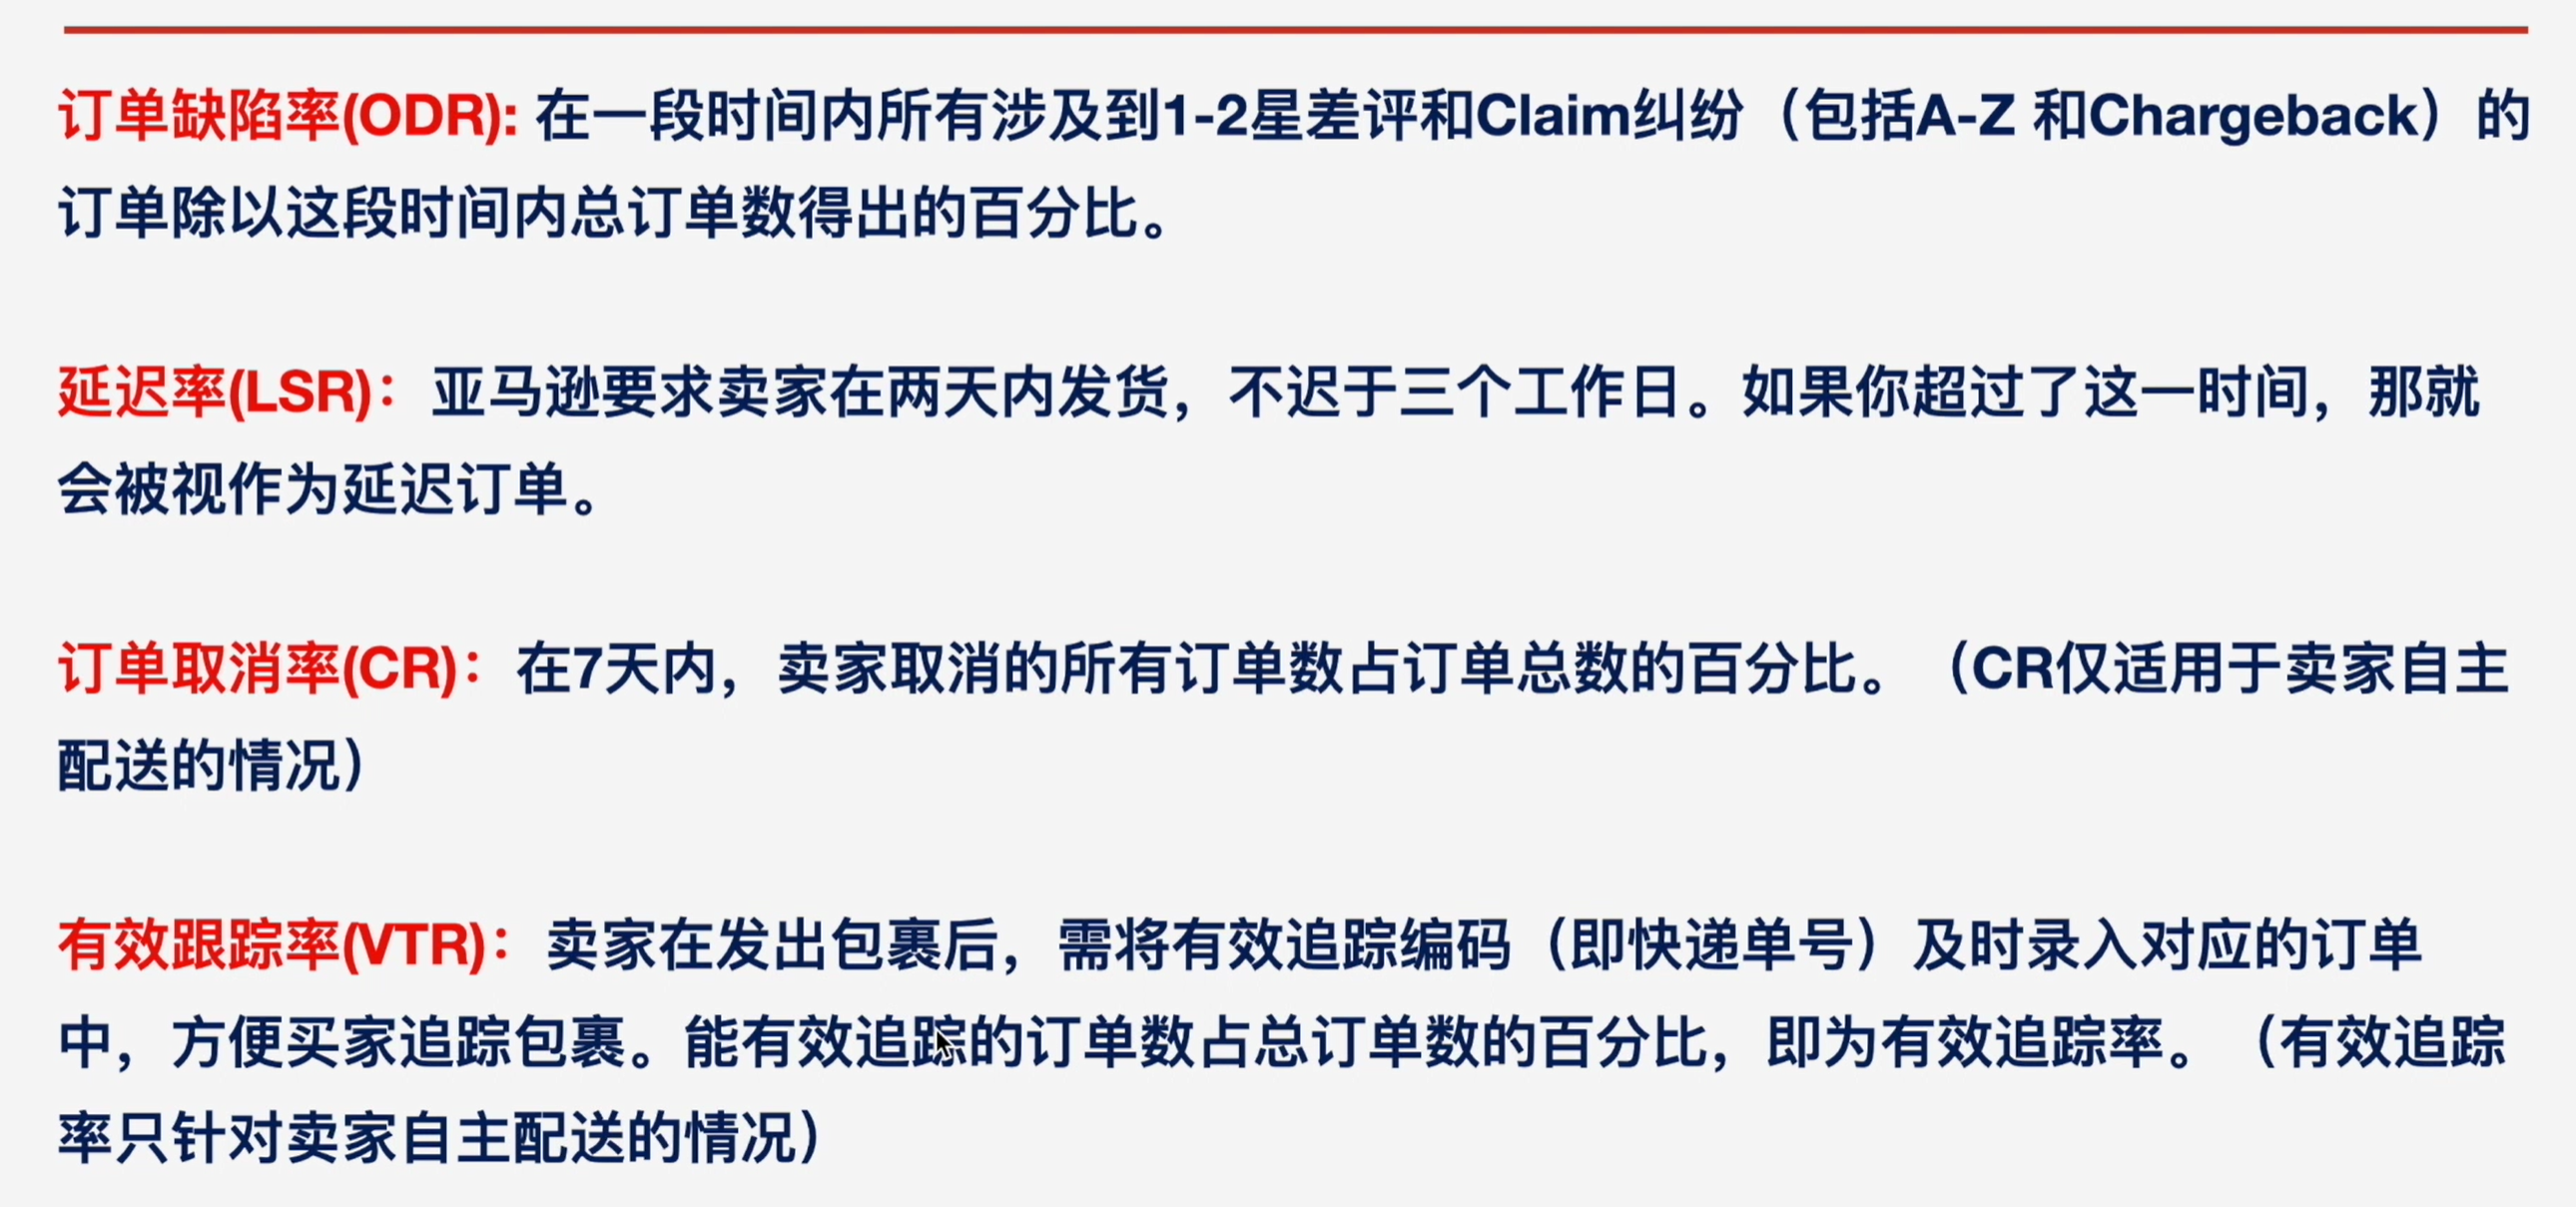 订单缺陷率(ODR): 在一段时间内所有涉及到1-2星差评和Claim纠纷（包括A-Z 和Chargeback）的
订单除以这段时间内总订单数得出的百分比。
延迟率(LSR)：亚马逊要求卖家在两天内发货，不迟于三个工作日。如果你超过了这一时间，那就
会被视作为延迟订单。
订单取消率(CR)：在7天内，卖家取消的所有订单数占订单总数的百分比。（CR仅适用于卖家自主
配送的情况）
有效跟踪率(VTR)：卖家在发出包裹后，需将有效追踪编码（即快递单号）及时录入对应的订单
中，方便买家追踪包裹。能有效追踪的订单数占总订单数的百分比，即为有效追踪率。（有效追踪
率只针对卖家自主配送的情况）